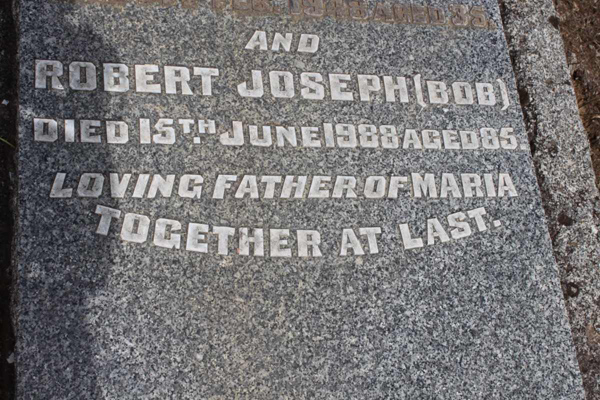 AND
ROBERT JOSEPH (BOB)
DIED 15TH. JUNE 1988 AGED 85.
LOVING FATHER OF MARIA
TOGETHER AT LAST.